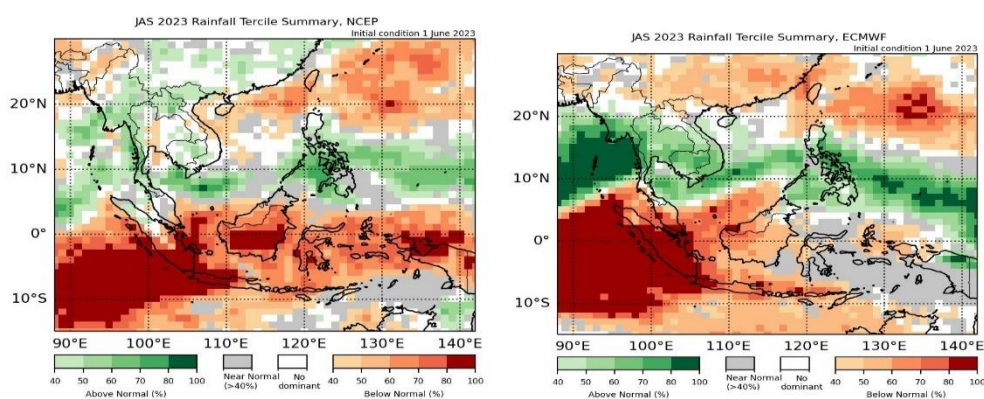 JAS 2023 Rainfall Tercile Summary, NCEP
Initial condition 1 June 2023
20°N
10°N
0°
10°S
90°E 100°E 110°E 120°E 130°E 140°E
40 50 60 70 80 100
Above Normal (%)
Near Normal
(>40%)
No
dominant
40 50 60 70 80 100
Below Normal (%)
JAS 2023 Rainfall Tercile Summary, ECMWF
Initial condition 1 June 2023
20°N
10°N
0°
10°S
90°E 100°E 110°E 120°E 130°E 140°E
40 50 60 70 80 100
Above Normal (%)
Near Normal
(>40%)
No
dominant
40 50 60 70 80 100
Below Normal (%)